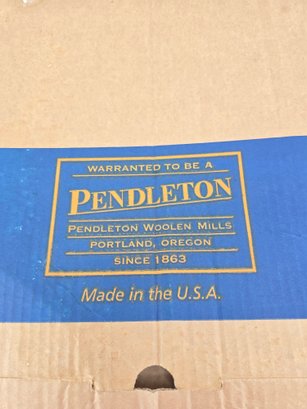 WARRANTED TO BE A
PENDLETON
PENDLETON WOOLEN MILLS
PORTLAND, OREGON
SINCE 1863
Made in the U.S.A.